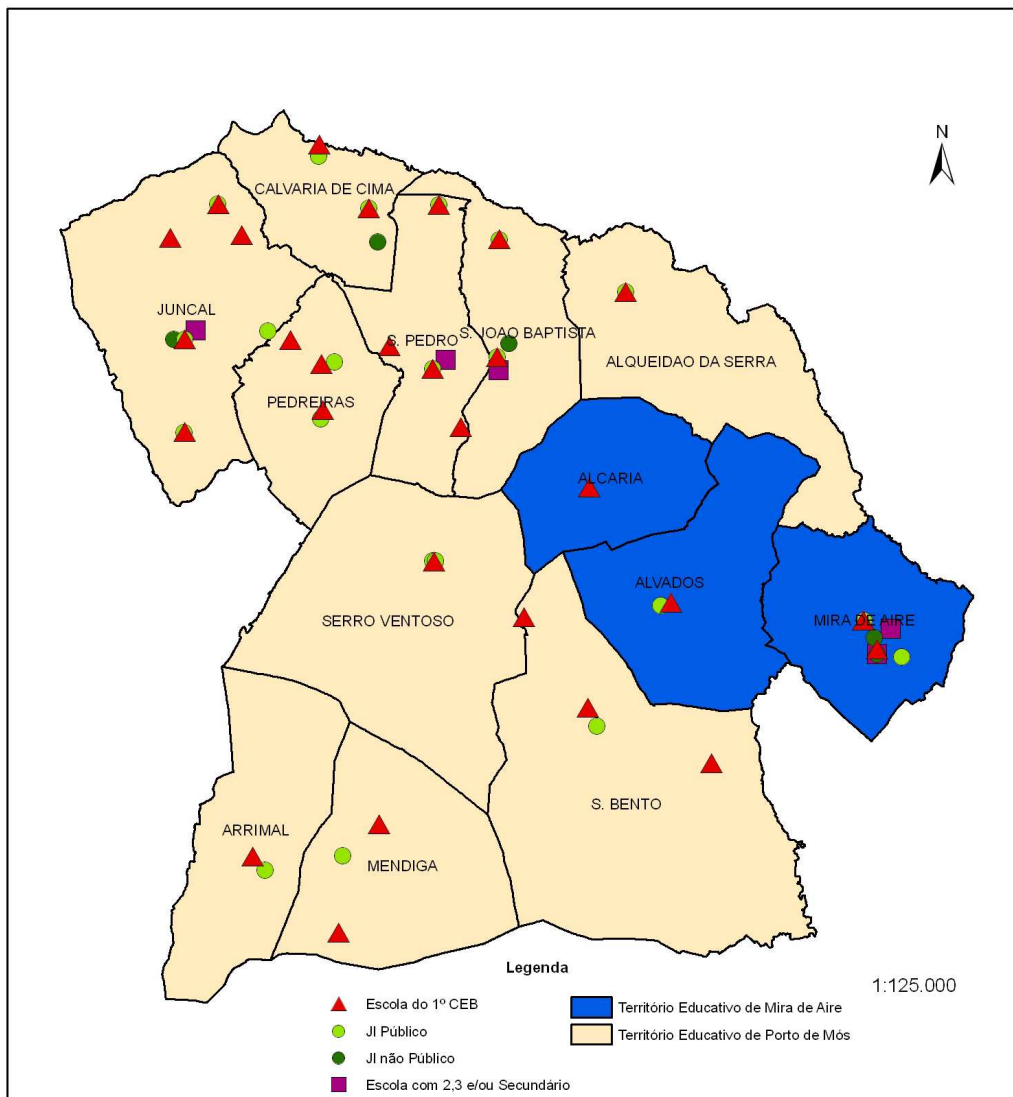 N
CALVARIA DE CIMA
JUNCAL
S. PEDRO
S. JOAO BAPTISTA
ALQUEIDAO DA SERRA
PEDREIRAS
ALCARIA
ALVADOS
MIRA DE AIRE
SERRO VENTOSO
S. BENTO
ARRIMAL
MENDIGA
Legenda
1:125.000
Escola do 1º CEB
Território Educativo de Mira de Aire
JI Público
Território Educativo de Porto de Mós
JI não Público
Escola com 2,3 e/ou Secundário